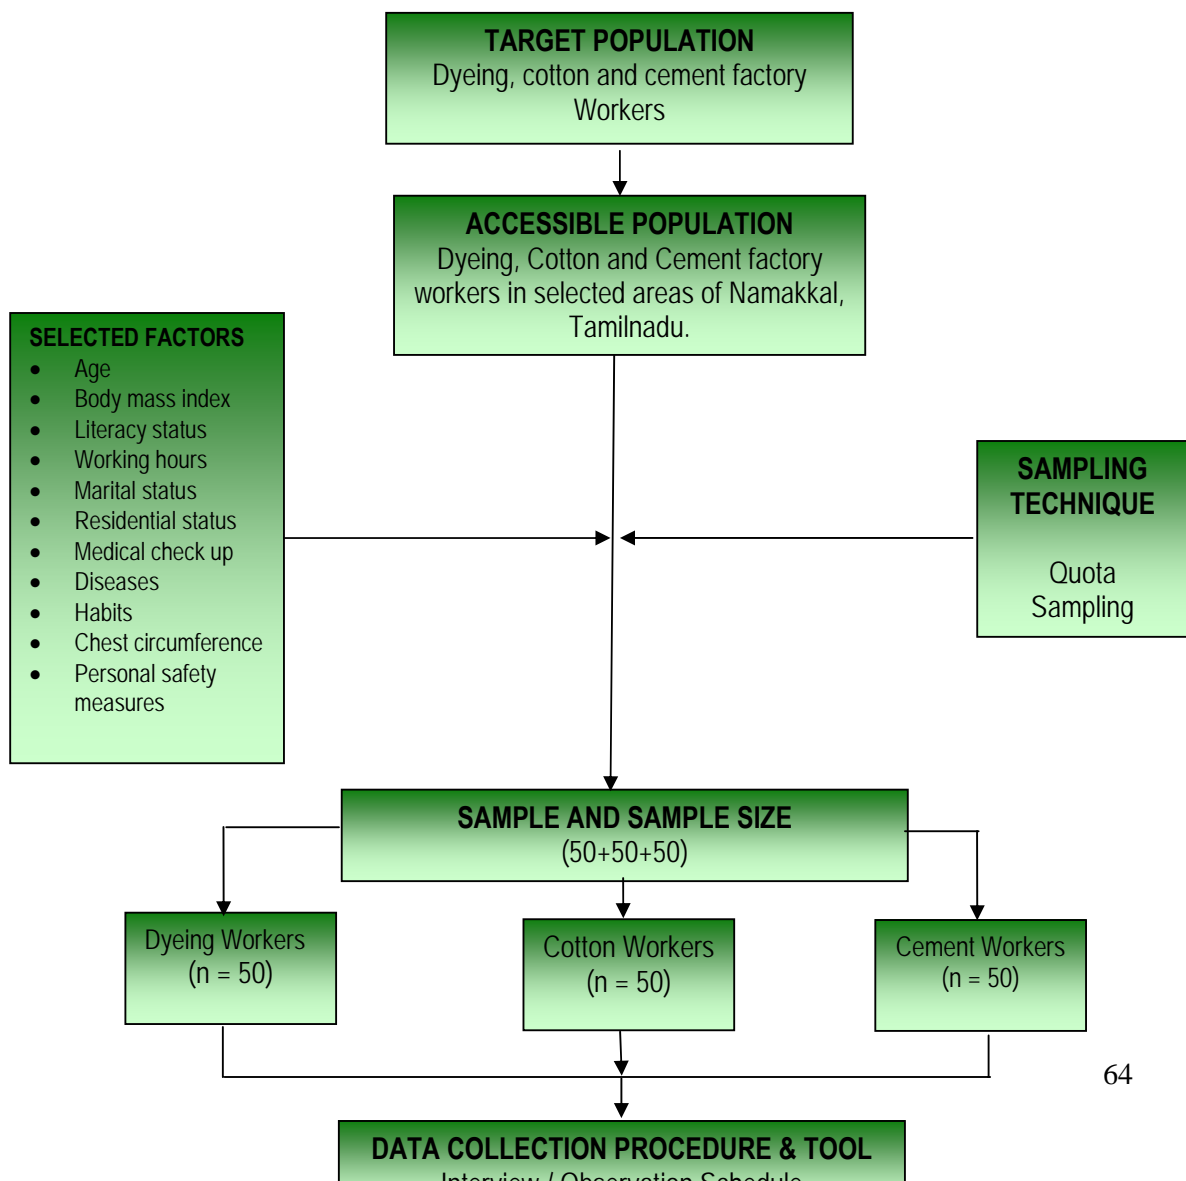 TARGET POPULATION
Dyeing, cotton and cement factory
Workers
ACCESSIBLE POPULATION
Dyeing, Cotton and Cement factory
workers in selected areas of Namakkal,
Tamilnadu.
SELECTED FACTORS
• Age
• Body mass index
• Literacy status
• Working hours
• Marital status
• Residential status
• Medical check up
• Diseases
• Habits
• Chest circumference
• Personal safety
measures
SAMPLING
TECHNIQUE
Quota
Sampling
SAMPLE AND SAMPLE SIZE
(50+50+50)
Dyeing Workers
(n = 50)
Cotton Workers
(n = 50)
Cement Workers
(n = 50)
64
DATA COLLECTION PROCEDURE & TOOL
Interview / Observation Schedule